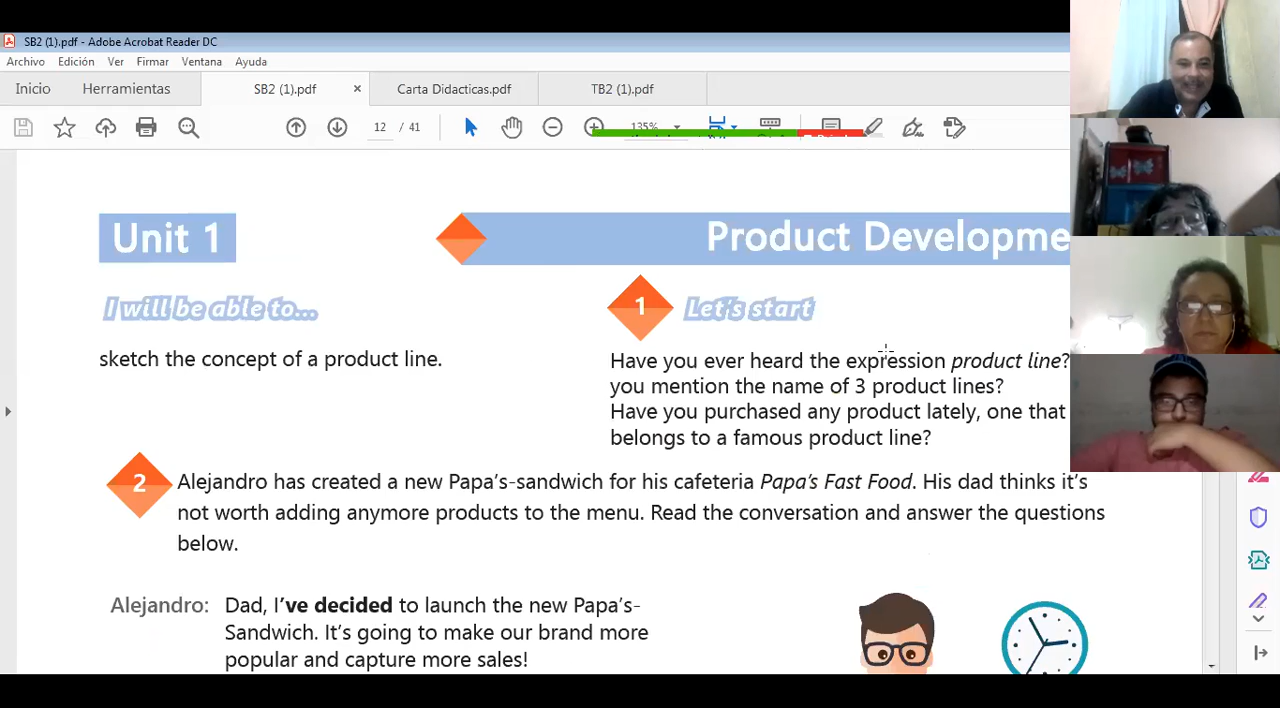 SB2 (1).pdf - Adobe Acrobat Reader DC
Archivo Edición Ver Firmar Ventana Ayuda
Inicio Herramientas SB2 (1).pdf × Carta Didacticas.pdf TB2 (1).pdf
12 / 41 135%
Unit 1 Product Developme
I will be able to...
sketch the concept of a product line.
1 Let's start
Have you ever heard the expression product line?
you mention the name of 3 product lines?
Have you purchased any product lately, one that
belongs to a famous product line?
2 Alejandro has created a new Papa's-sandwich for his cafeteria Papa's Fast Food. His dad thinks it's
not worth adding anymore products to the menu. Read the conversation and answer the questions
below.
Alejandro: Dad, I've decided to launch the new Papa's-
Sandwich. It's going to make our brand more
popular and capture more sales!